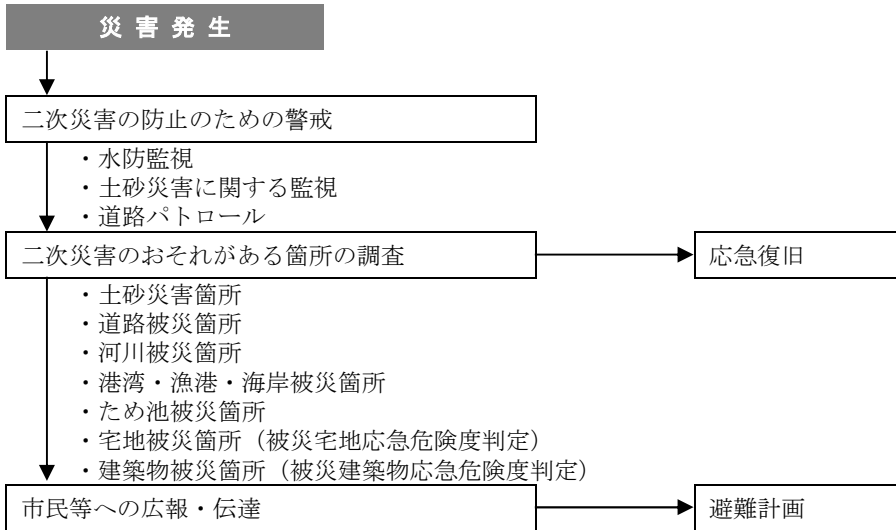 災 害 発 生
二次災害の防止のための警戒
・水防監視
・土砂災害に関する監視
・道路パトロール
二次災害のおそれがある箇所の調査
応急復旧
・土砂災害箇所
・道路被災箇所
・河川被災箇所
・港湾・漁港・海岸被災箇所
・ため池被災箇所
・宅地被災箇所（被災宅地応急危険度判定）
・建築物被災箇所（被災建築物応急危険度判定）
市民等への広報・伝達
避難計画